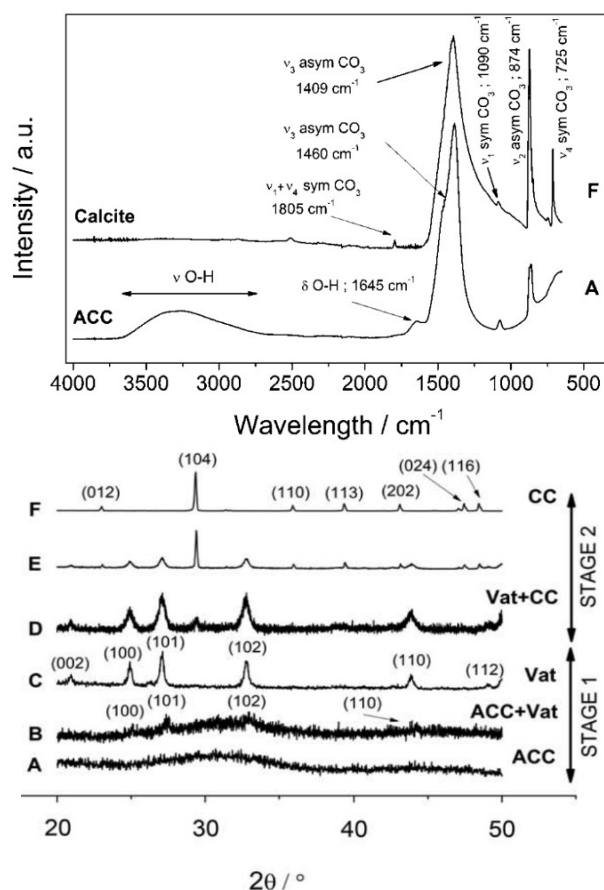 ν₃ asym CO₃
1409 cm⁻¹
ν₃ asym CO₃
1460 cm⁻¹
ν₁+ν₄ sym CO₃
1805 cm⁻¹
ν₁ sym CO₃ ; 1090 cm⁻¹
ν₂ asym CO₃ ; 874 cm⁻¹
ν₄ sym CO₃ ; 725 cm⁻¹
Calcite
F
ν O-H
δ O-H ; 1645 cm⁻¹
ACC
A
Intensity / a.u.
4000 3500 3000 2500 2000 1500 1000 500
Wavelength / cm⁻¹
(104)
(024) (116)
(012)
(110) (113) (202)
F
CC
E
Vat+CC
D
STAGE 2
(002) (100) (101) (102) (110) (112)
C
Vat
(100) (101) (102) (110)
ACC+Vat
B
ACC
A
STAGE 1
20 30 40 50
2θ / °